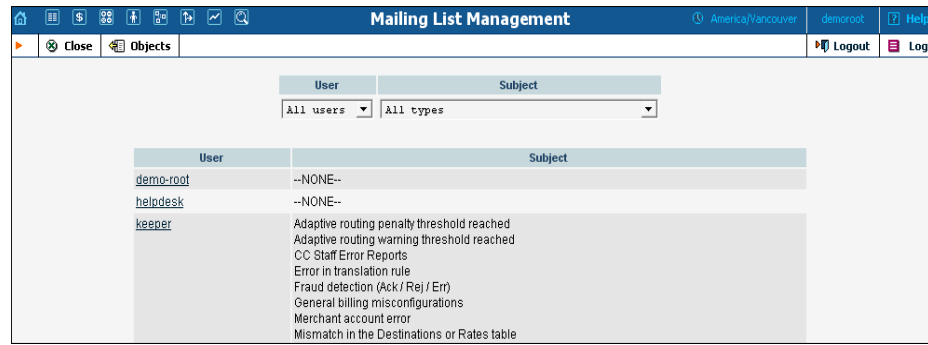 Mailing List Management
America/Vancouver
demoroot
? Help
Close
Objects
Logout
Log
User Subject
All users All types
User Subject
demo-root --NONE--
helpdesk --NONE--
keeper Adaptive routing penalty threshold reached
Adaptive routing warning threshold reached
CC Staff Error Reports
Error in translation rule
Fraud detection (Ack / Rej / Err)
General billing misconfigurations
Merchant account error
Mismatch in the Destinations or Rates table